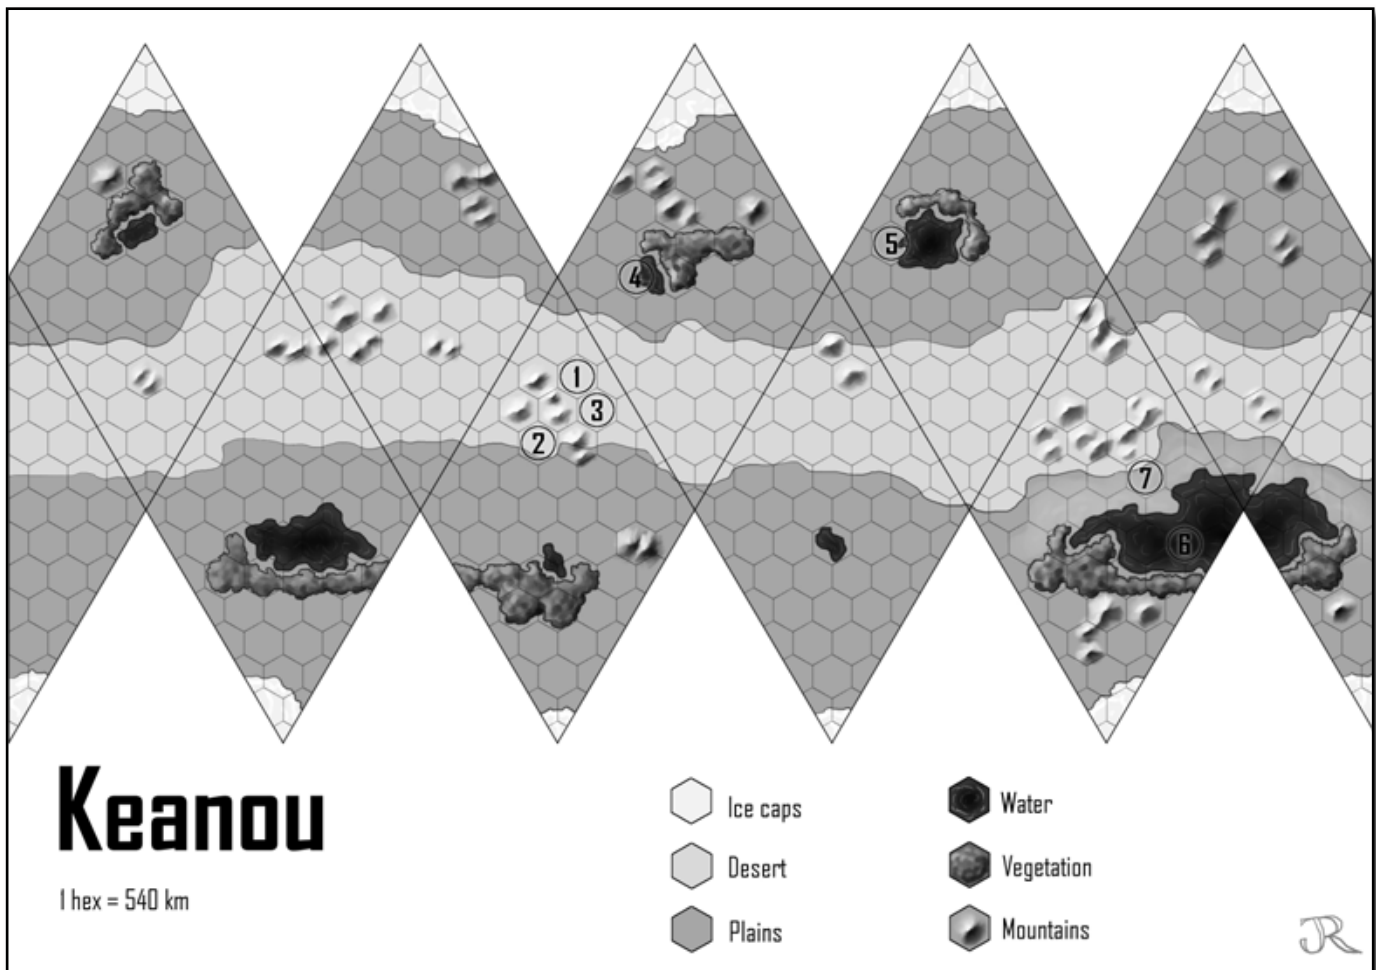 1
3
2
4
5
7
6
Keanou
1 hex = 540 km
Ice caps
Water
Desert
Vegetation
Plains
Mountains
JR